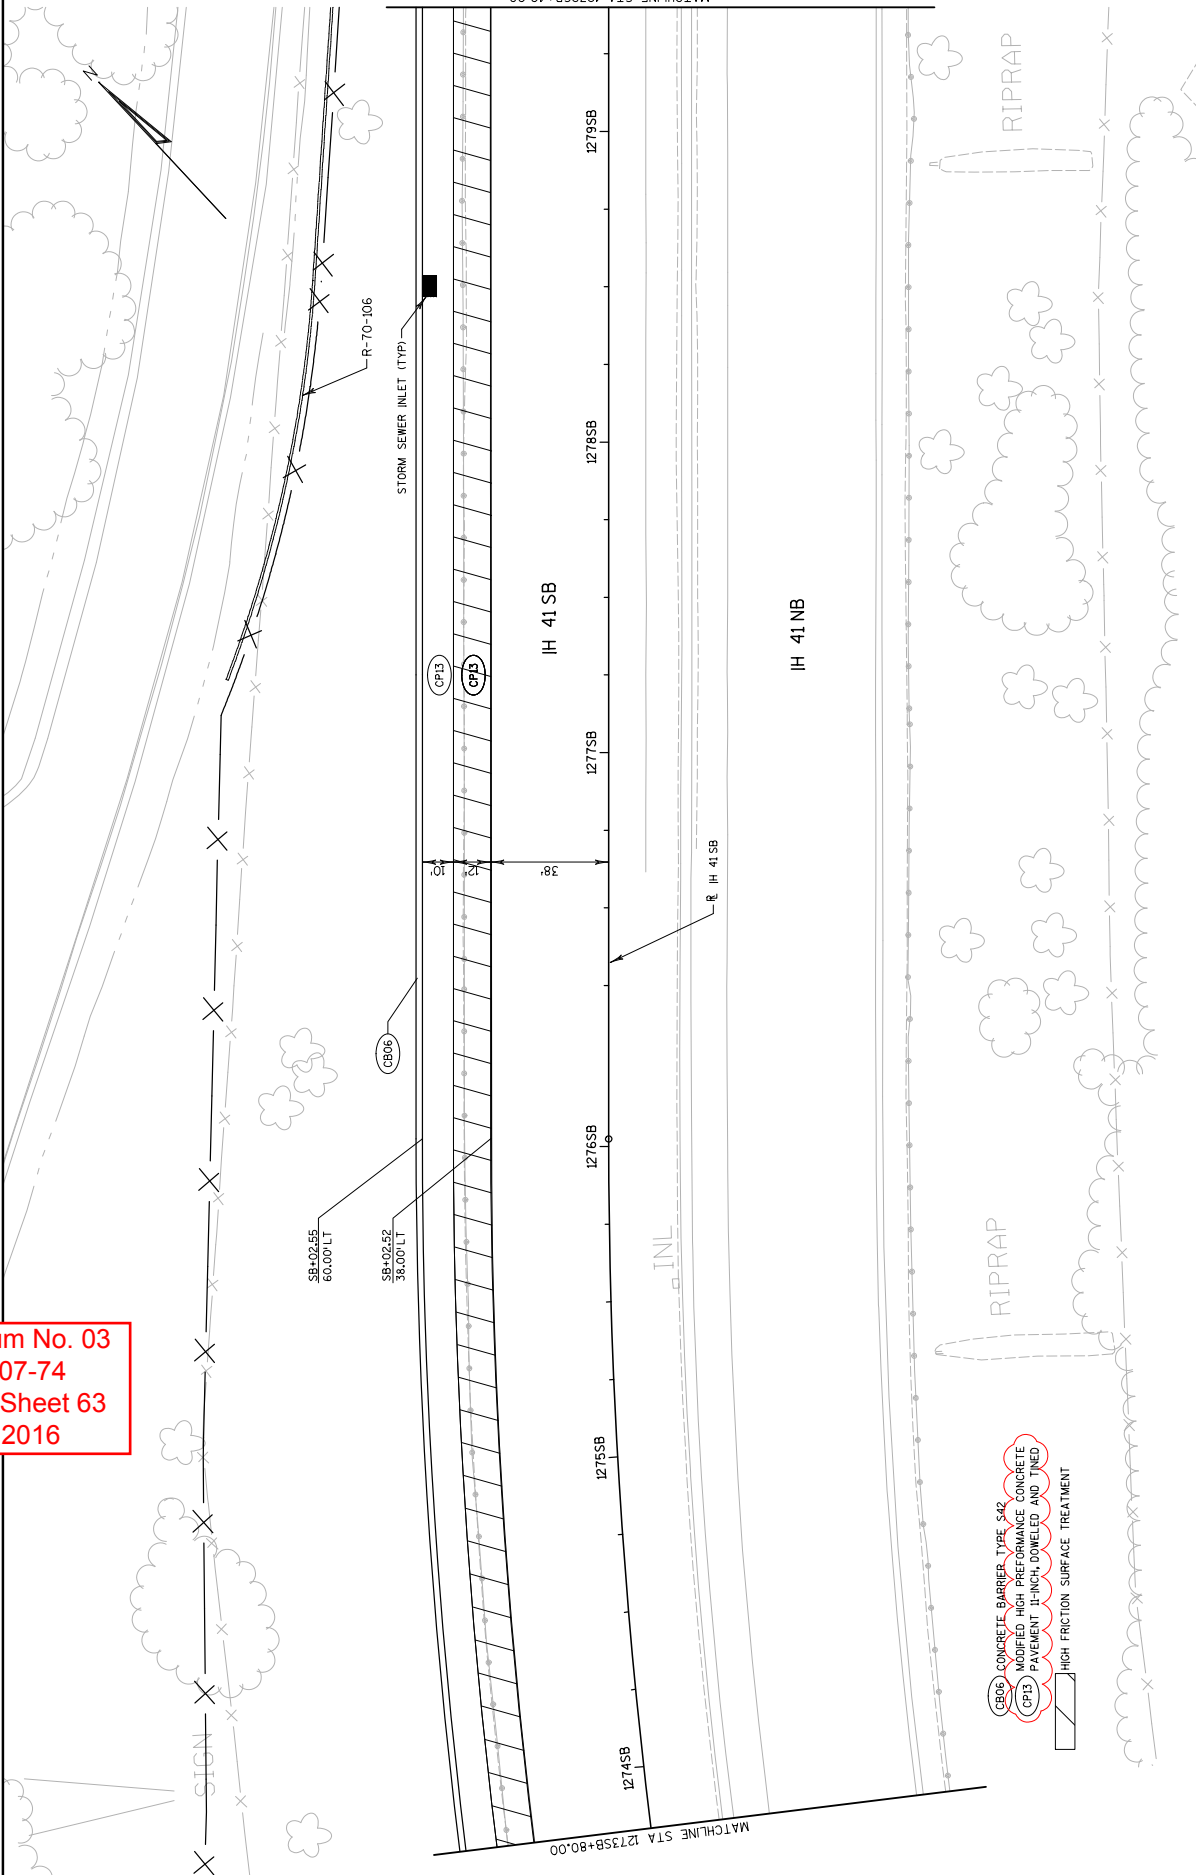 N
R-70-106
STORM SEWER INLET (TYP)
1279SB
1278SB
1277SB
1276SB
1275SB
1274SB
IH 41 SB
IH 41 NB
CP13
CP13
10'
12'
38'
R IH 41 SB
CB06
SB+02.55
60.00' LT
SB+02.52
38.00' LT
INL
RIPRAP
RIPRAP
SIGN
MATCHLINE STA 1273SB+80.00
um No. 03
07-74
Sheet 63
2016
CB06 CONCRETE BARRIER TYPE S42
CP13 MODIFIED HIGH PREFORMANCE CONCRETE
PAVEMENT 11-INCH, DOWELED AND TINED
HIGH FRICTION SURFACE TREATMENT